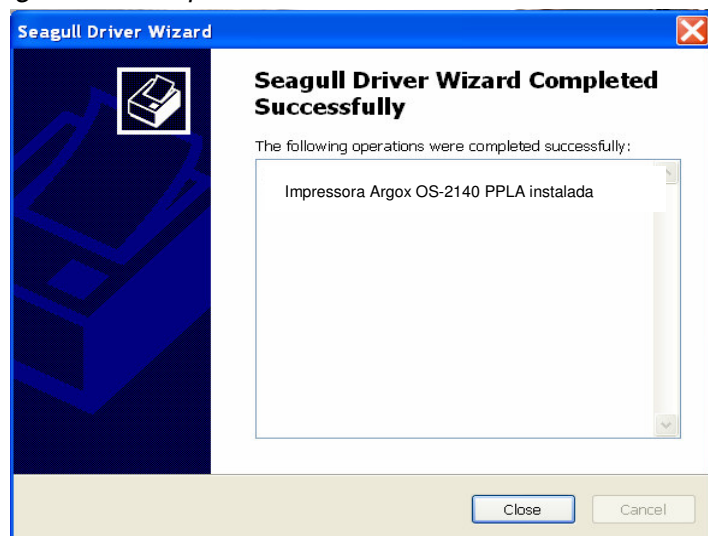 Seagull Driver Wizard
Seagull Driver Wizard Completed
Successfully
The following operations were completed successfully:
Impressora Argox OS-2140 PPLA instalada
Close
Cancel